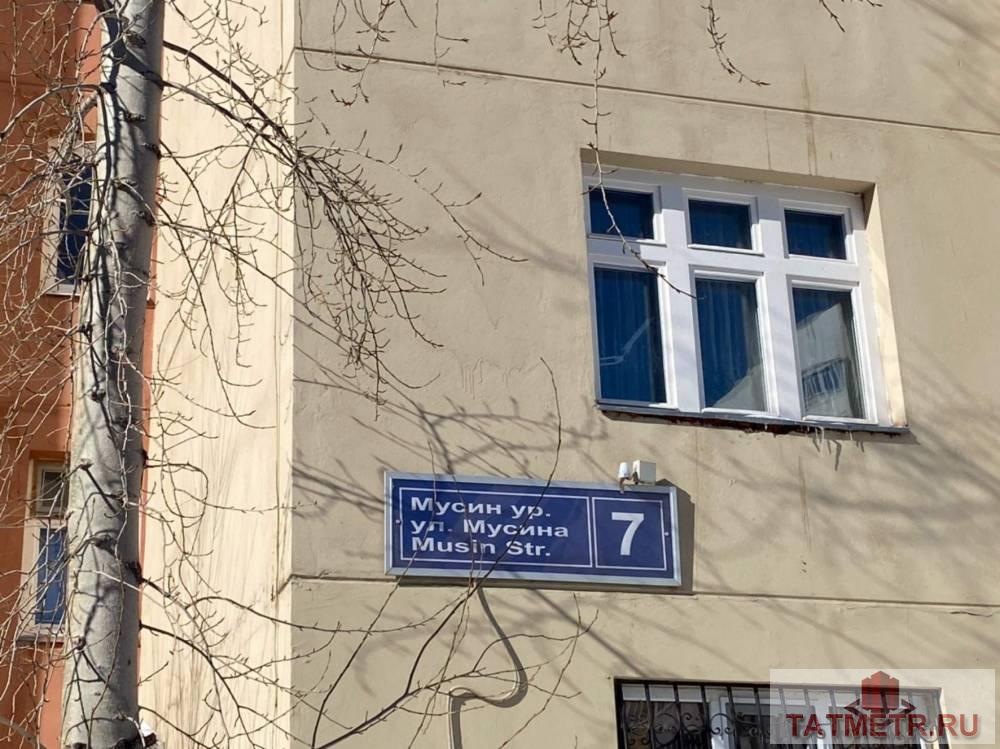 Мусин ур.
ул. Мусина
Musin Str.
7
TATMETR.RU